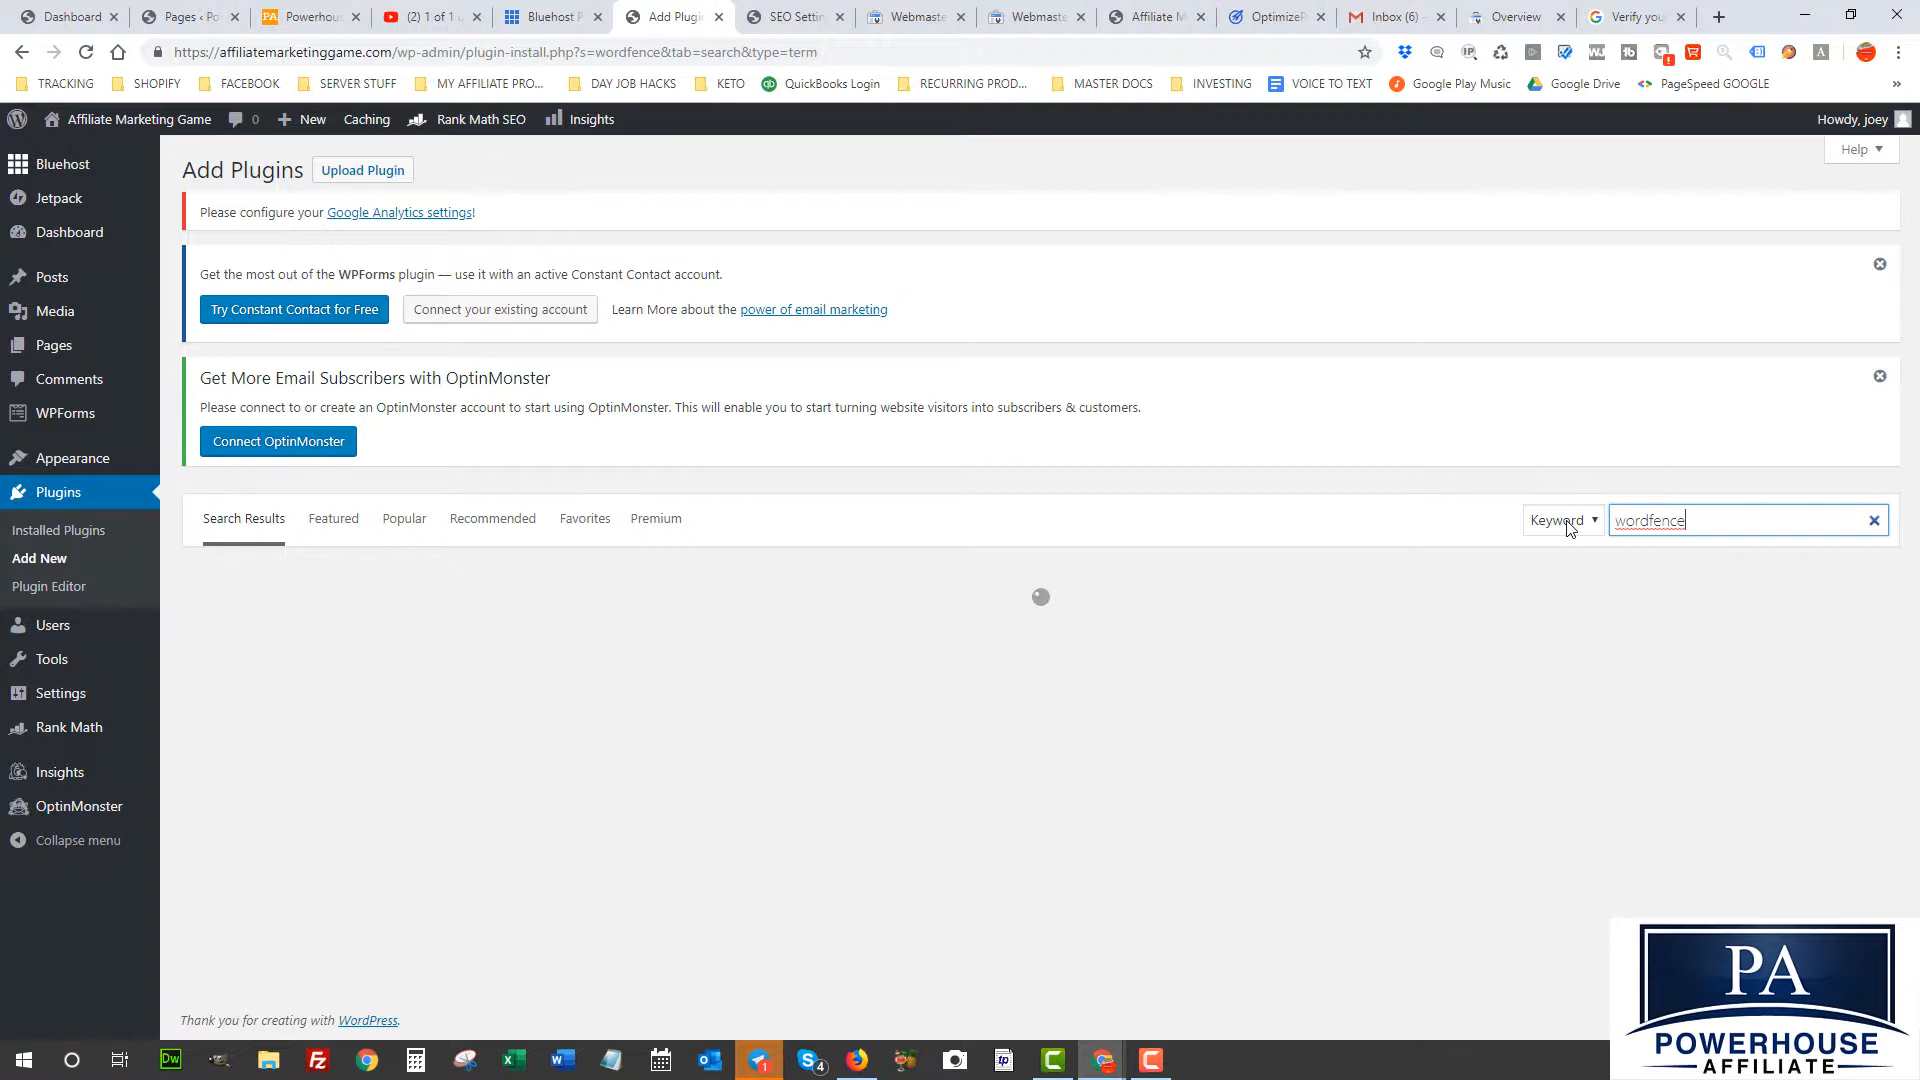 Dashboard
Pages ‹ Po
Powerhous
(2) 1 of 1 u
Bluehost P
Add Plugin
SEO Settin
Webmaste
Webmaste
Affiliate M
OptimizeP
Inbox (6) -
Overview
Verify you
https://affiliatemarketinggame.com/wp-admin/plugin-install.php?s=wordfence&tab=search&type=term
TRACKING
SHOPIFY
FACEBOOK
SERVER STUFF
MY AFFILIATE PRO...
DAY JOB HACKS
KETO
QuickBooks Login
RECURRING PROD...
MASTER DOCS
INVESTING
VOICE TO TEXT
Google Play Music
Google Drive
PageSpeed GOOGLE
Affiliate Marketing Game
0
New
Caching
Rank Math SEO
Insights
Howdy, joey
Bluehost
Jetpack
Dashboard
Posts
Media
Pages
Comments
WPForms
Appearance
Plugins
Installed Plugins
Add New
Plugin Editor
Users
Tools
Settings
Rank Math
Insights
OptinMonster
Collapse menu
Help
Add Plugins
Upload Plugin
Please configure your Google Analytics settings!
Get the most out of the WPForms plugin — use it with an active Constant Contact account.
Try Constant Contact for Free
Connect your existing account
Learn More about the power of email marketing
Get More Email Subscribers with OptinMonster
Please connect to or create an OptinMonster account to start using OptinMonster. This will enable you to start turning website visitors into subscribers & customers.
Connect OptinMonster
Search Results
Featured
Popular
Recommended
Favorites
Premium
Keyword
wordfence
Thank you for creating with WordPress.
PA
POWERHOUSE
AFFILIATE